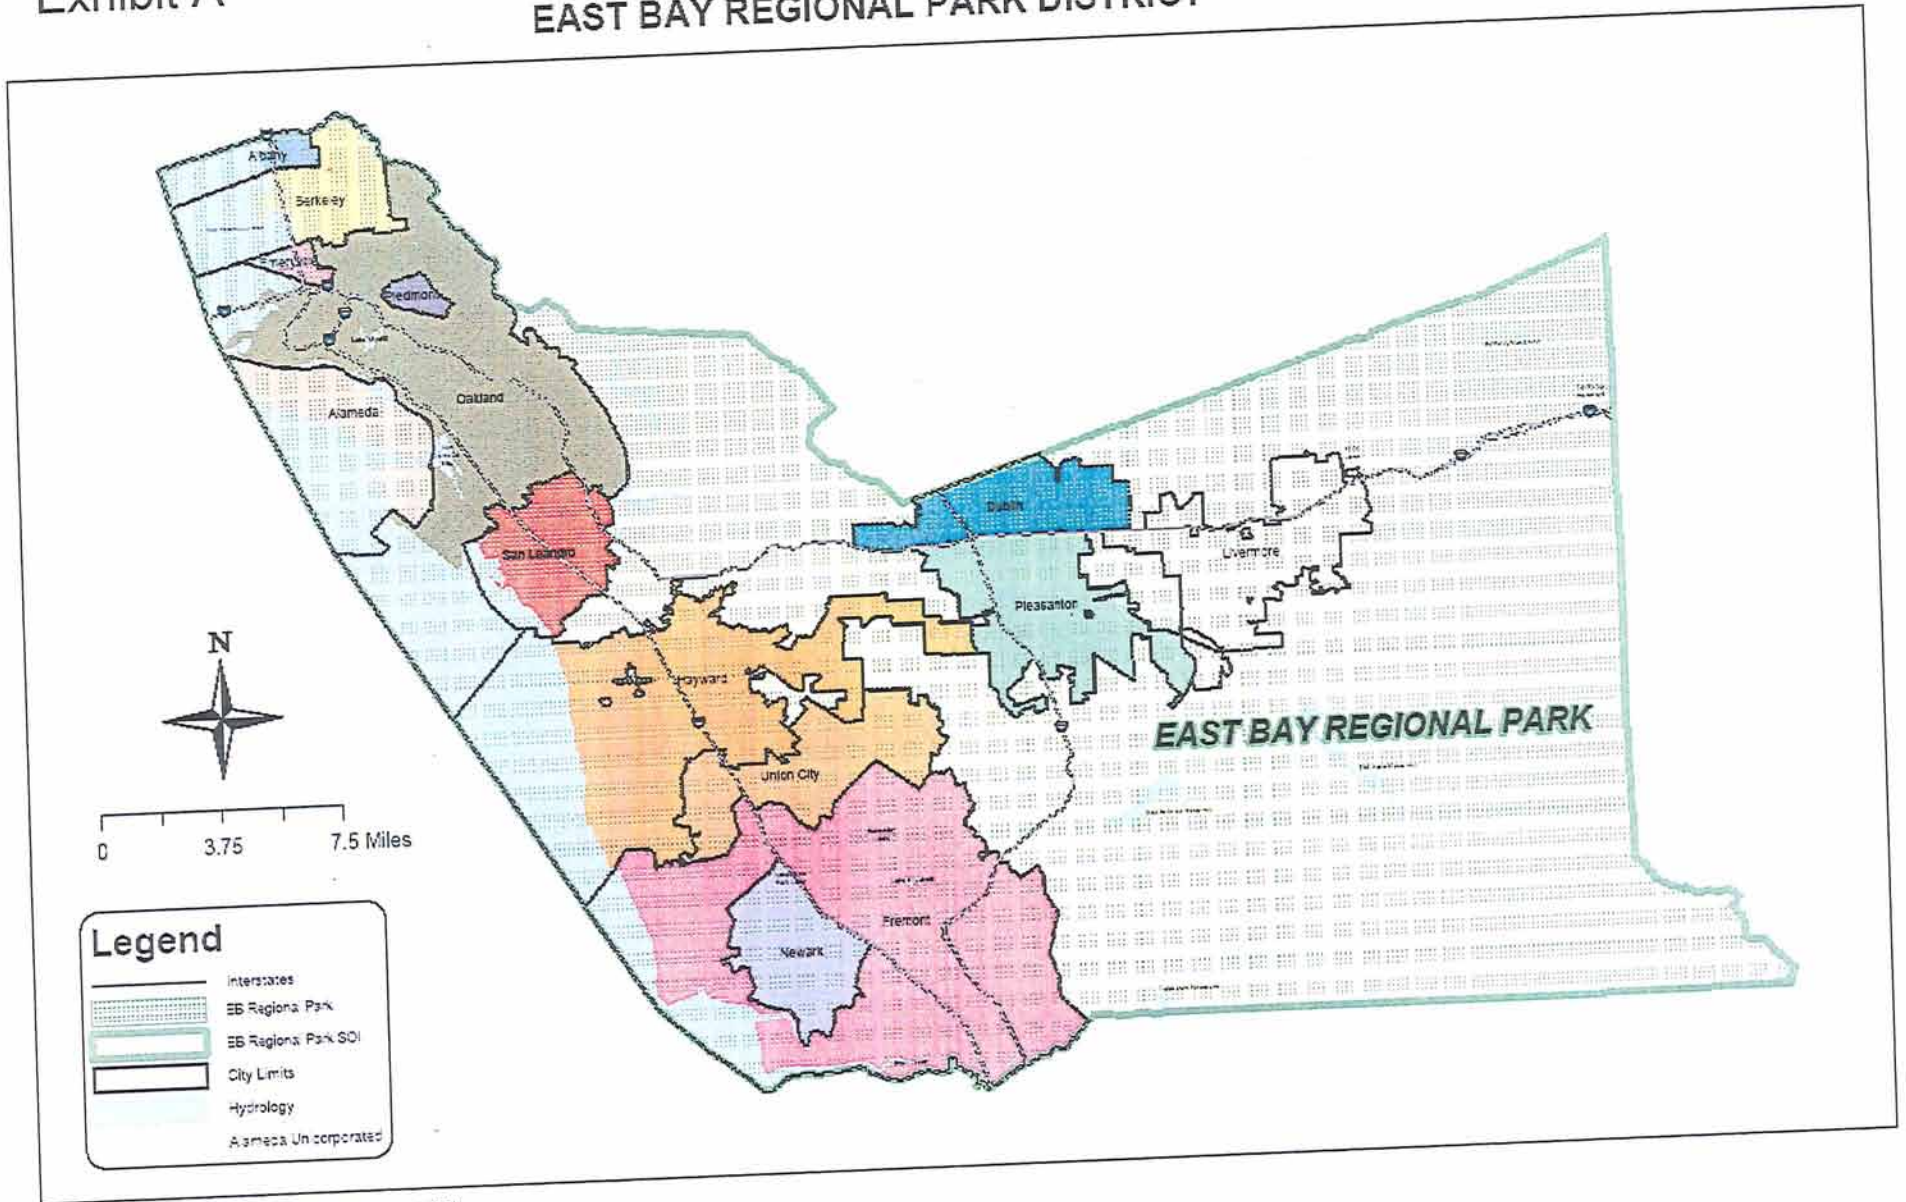 Exhibit A
EAST BAY REGIONAL PARK DISTRICT
Albany
Berkeley
Emeryville
Piedmont
Oakland
Alameda
San Leandro
Dublin
Livermore
Pleasanton
Hayward
Union City
EAST BAY REGIONAL PARK
Fremont
Newark
N
0
3.75
7.5 Miles
Legend
Interstates
EB Regional Park
EB Regional Park SOI
City Limits
Hydrology
Alameda Unicorporated